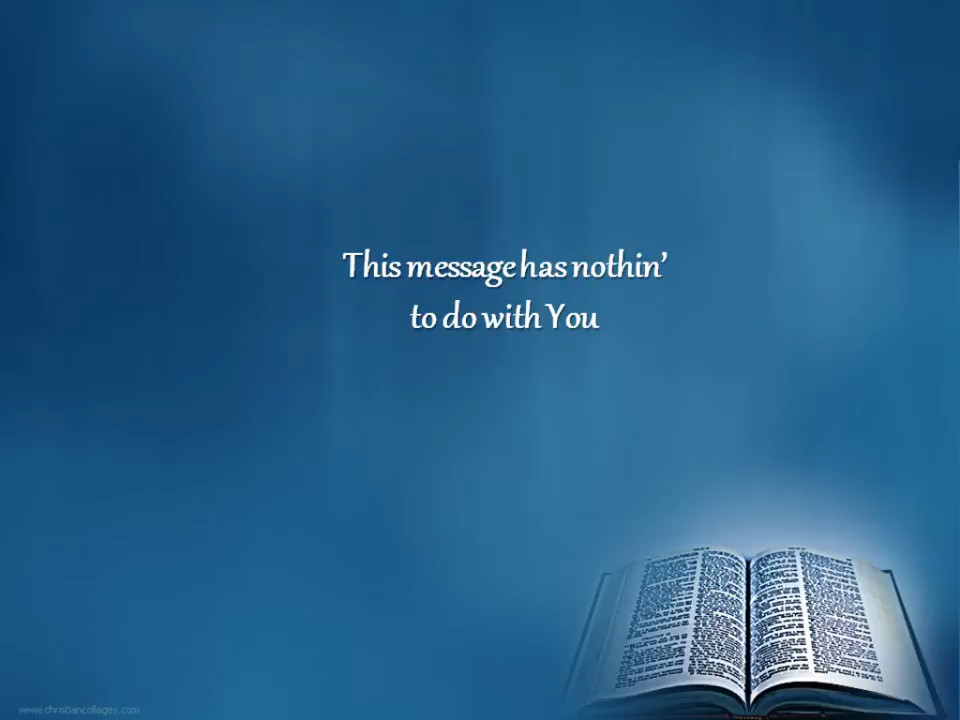 This message has nothin’
to do with You
www.christiancollages.com